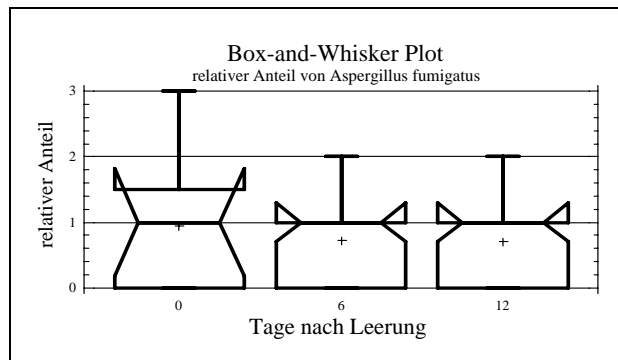 Box-and-Whisker Plot
relativer Anteil von Aspergillus fumigatus
relativer Anteil
3
2
1
0
0 6 12
Tage nach Leerung